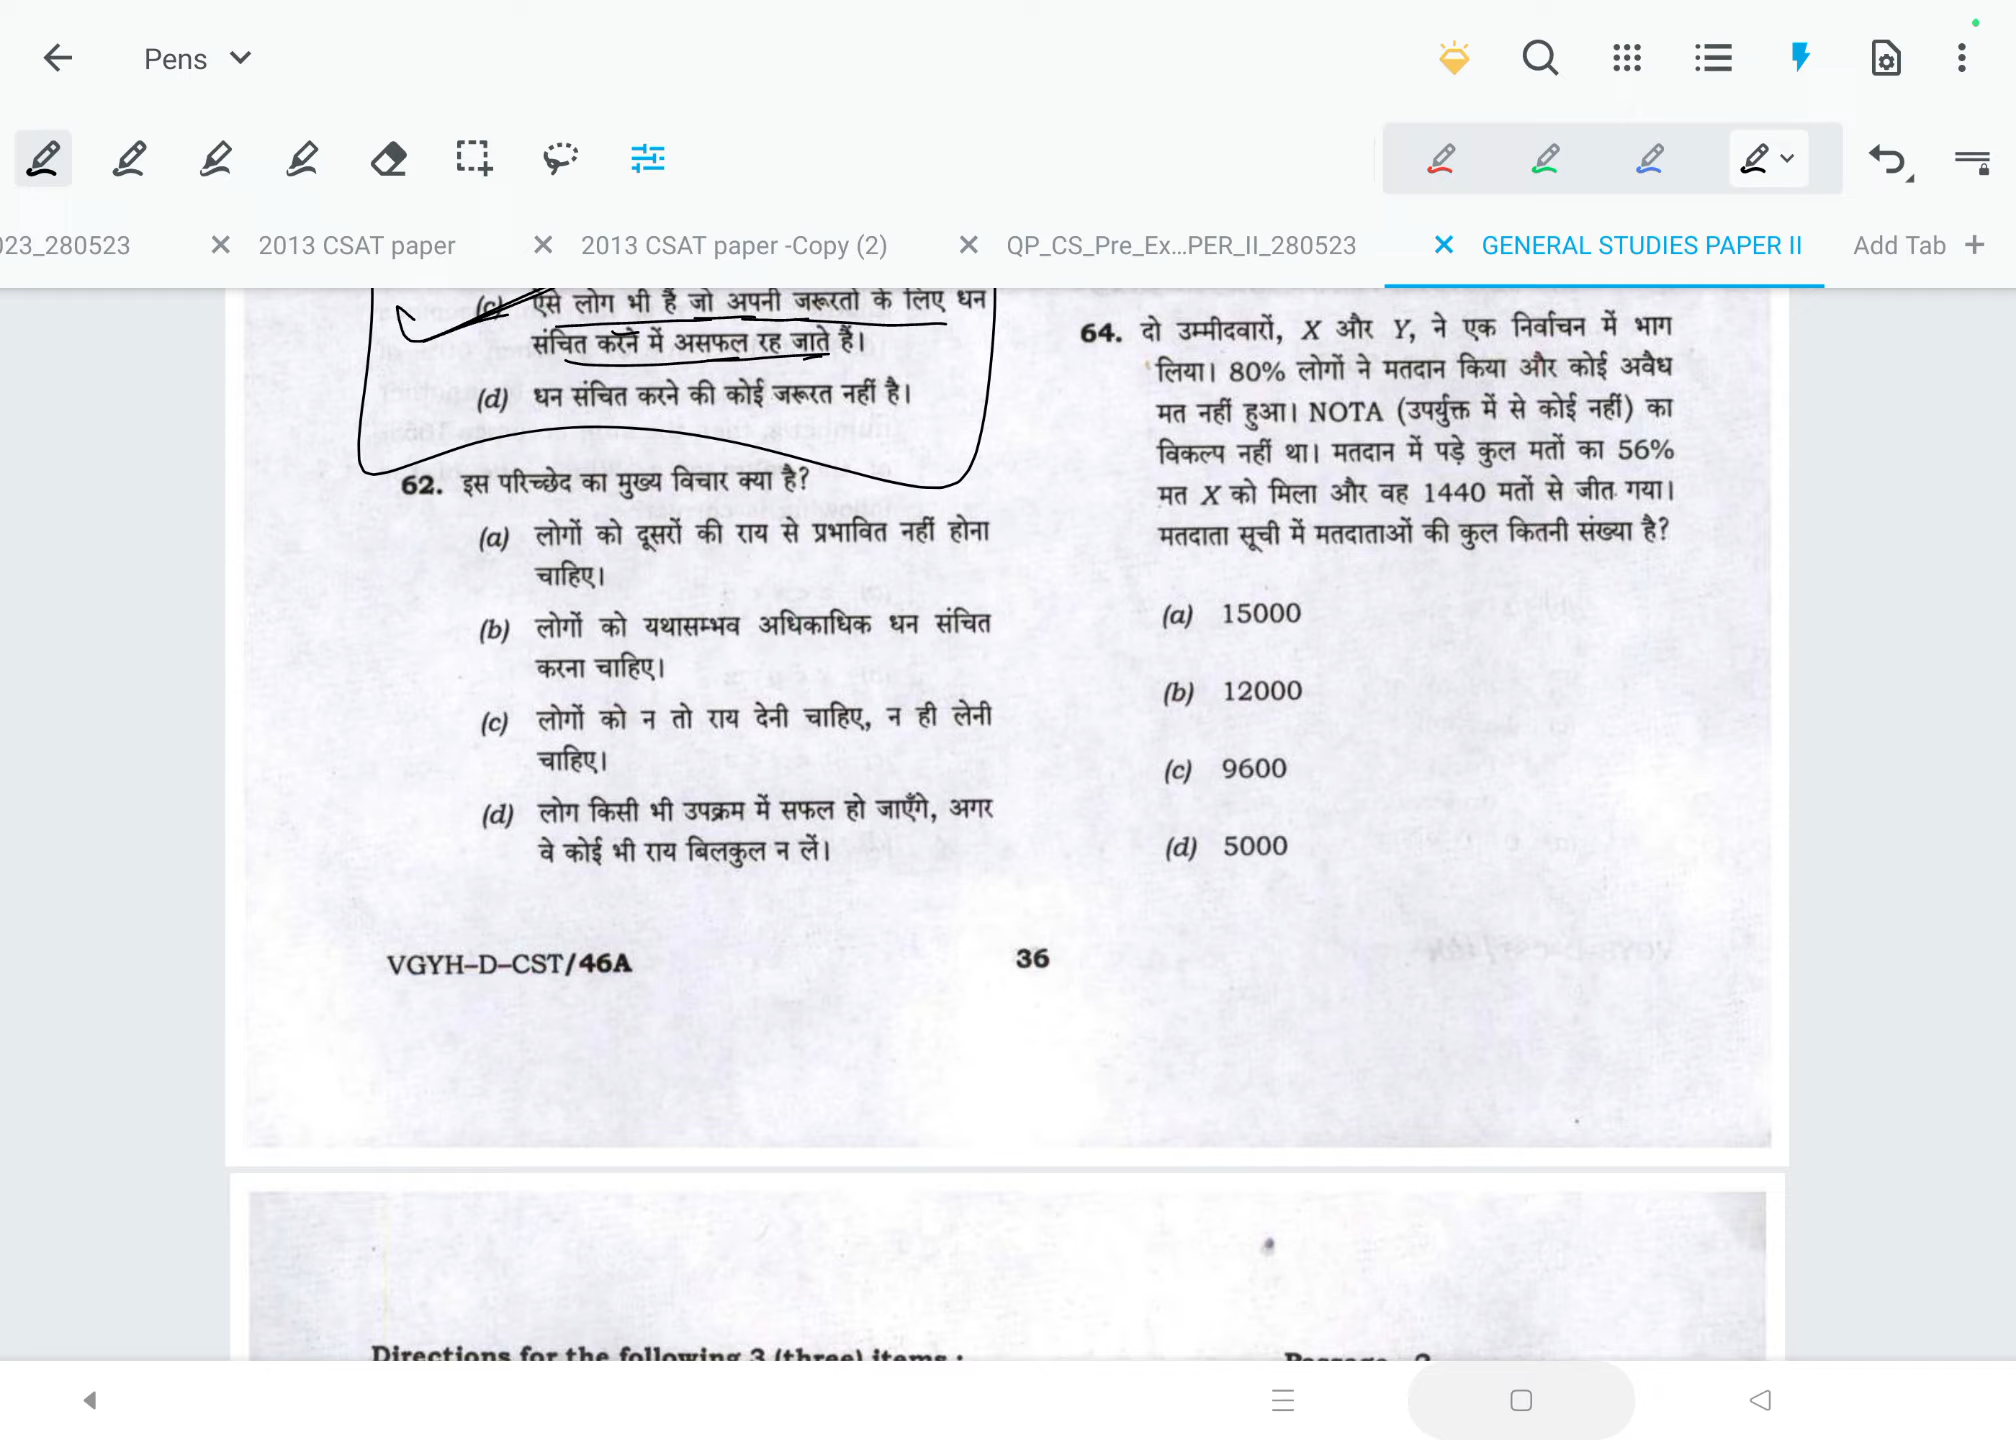 Pens
023_280523
2013 CSAT paper
2013 CSAT paper -Copy (2)
QP_CS_Pre_Ex...PER_II_280523
GENERAL STUDIES PAPER II
Add Tab
(c) ऐसे लोग भी हैं जो अपनी जरूरतों के लिए धन
संचित करने में असफल रह जाते हैं।
(d) धन संचित करने की कोई जरूरत नहीं है।
62. इस परिच्छेद का मुख्य विचार क्या है?
(a) लोगों को दूसरों की राय से प्रभावित नहीं होना
चाहिए।
(b) लोगों को यथासम्भव अधिकाधिक धन संचित
करना चाहिए।
(c) लोगों को न तो राय देनी चाहिए, न ही लेनी
चाहिए।
(d) लोग किसी भी उपक्रम में सफल हो जाएँगे, अगर
वे कोई भी राय बिलकुल न लें।
64. दो उम्मीदवारों, X और Y, ने एक निर्वाचन में भाग
लिया। 80% लोगों ने मतदान किया और कोई अवैध
मत नहीं हुआ। NOTA (उपर्युक्त में से कोई नहीं) का
विकल्प नहीं था। मतदान में पड़े कुल मतों का 56%
मत X को मिला और वह 1440 मतों से जीत गया।
मतदाता सूची में मतदाताओं की कुल कितनी संख्या है?
(a) 15000
(b) 12000
(c) 9600
(d) 5000
VGYH–D–CST/46A
36
Directions for the following 3 (three) items :
Passage—2